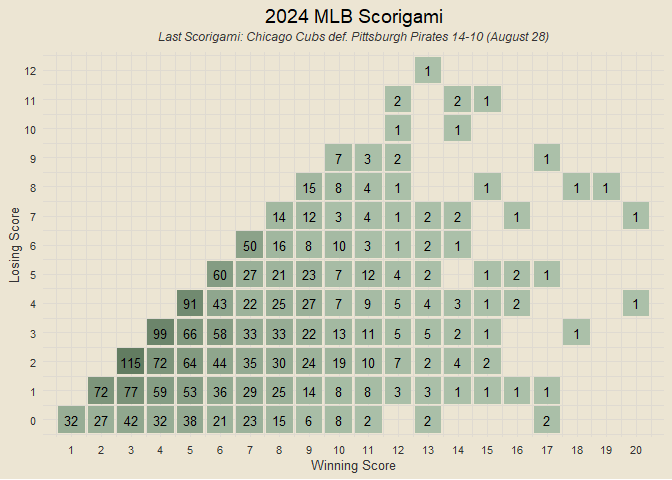 2024 MLB Scorigami
Last Scorigami: Chicago Cubs def. Pittsburgh Pirates 14-10 (August 28)
12 1
11 2 2 1
10 1 1
9 7 3 2 1
8 15 8 4 1 1 1 1
7 14 12 3 4 1 2 2 1 1
6 50 16 8 10 3 1 2 1
5 60 27 21 23 7 12 4 2 1 2 1
4 91 43 22 25 27 7 9 5 4 3 1 2 1
3 99 66 58 33 33 22 13 11 5 5 2 1 1
2 115 72 64 44 35 30 24 19 10 7 2 4 2
1 72 77 59 53 36 29 25 14 8 8 3 3 1 1 1 1
0 32 27 42 32 38 21 23 15 6 8 2 2 2
1 2 3 4 5 6 7 8 9 10 11 12 13 14 15 16 17 18 19 20
Winning Score
Losing Score